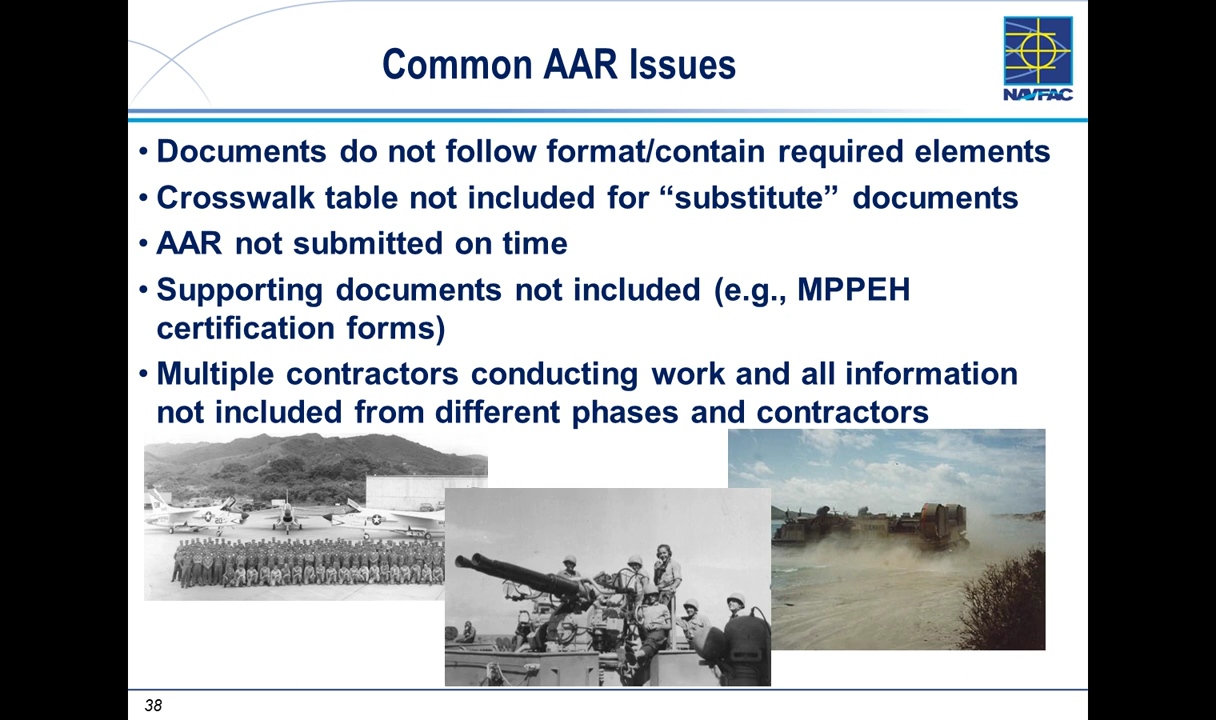 Common AAR Issues
NAVFAC
• Documents do not follow format/contain required elements
• Crosswalk table not included for “substitute” documents
• AAR not submitted on time
• Supporting documents not included (e.g., MPPEH
certification forms)
• Multiple contractors conducting work and all information
not included from different phases and contractors
38